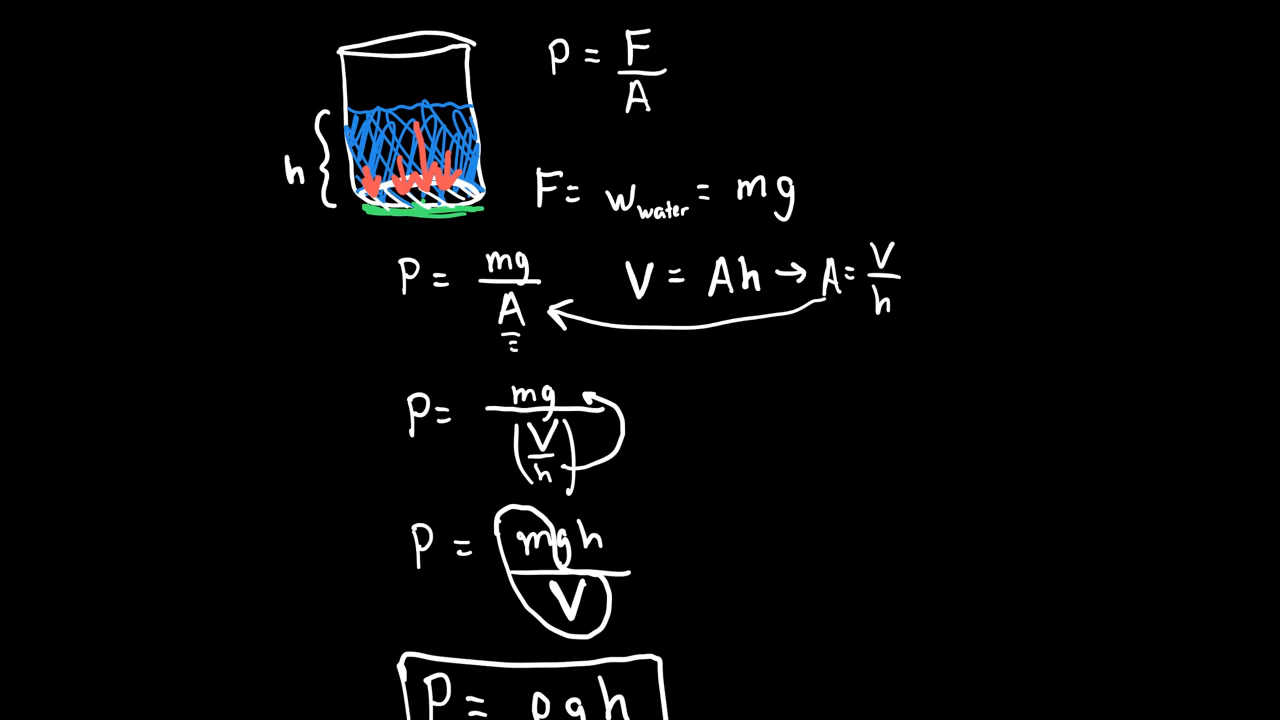 P = F/A
h
F = w_water = mg
P = mg/A V = Ah → A = V/h
P = mg/(V/h)
P = mgh/V
P = ρgh